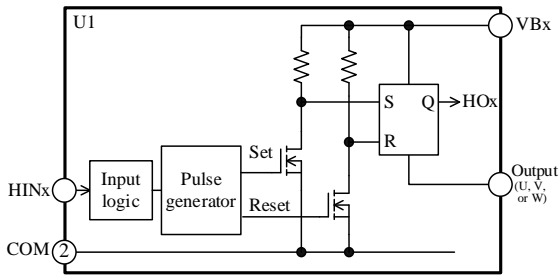 U1
VBx
S
Q
HOx
R
Set
HINx
Input
logic
Pulse
generator
Reset
Output
(U, V,
or W)
COM
2